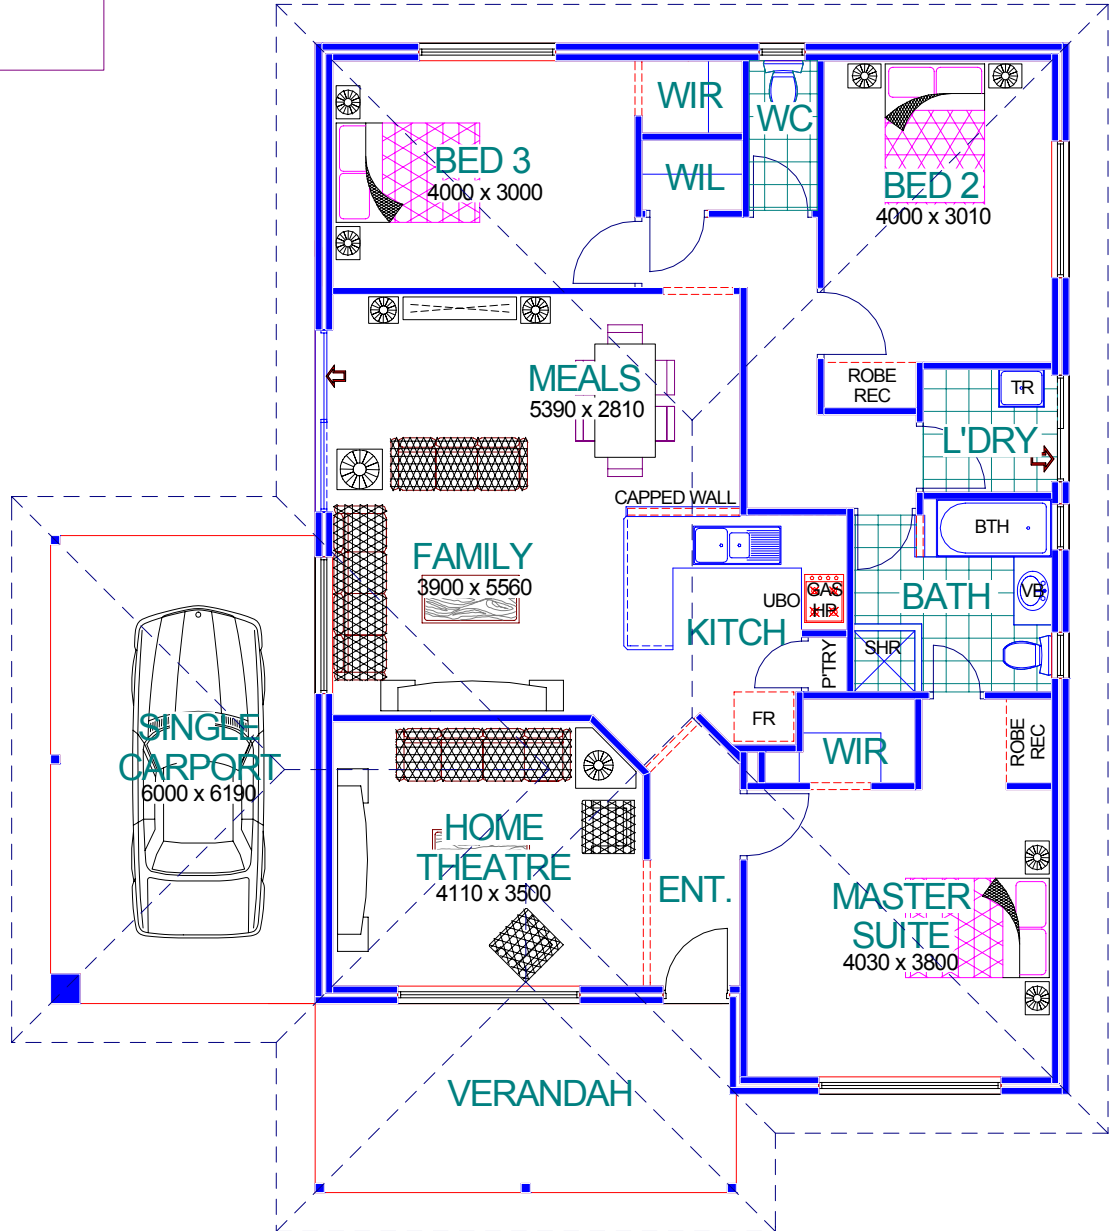 WIR
WC
BED 3
4000 x 3000
WIL
BED 2
4000 x 3010
MEALS
5390 x 2810
ROBE
REC
TR
L'DRY
CAPPED WALL
BTH
FAMILY
3900 x 5560
UBO
GAS
HP
BATH
VB
KITCH
SHR
P'TRY
FR
WIR
ROBE
REC
SINGLE
CARPORT
6000 x 6190
HOME
THEATRE
4110 x 3500
ENT.
MASTER
SUITE
4030 x 3800
VERANDAH